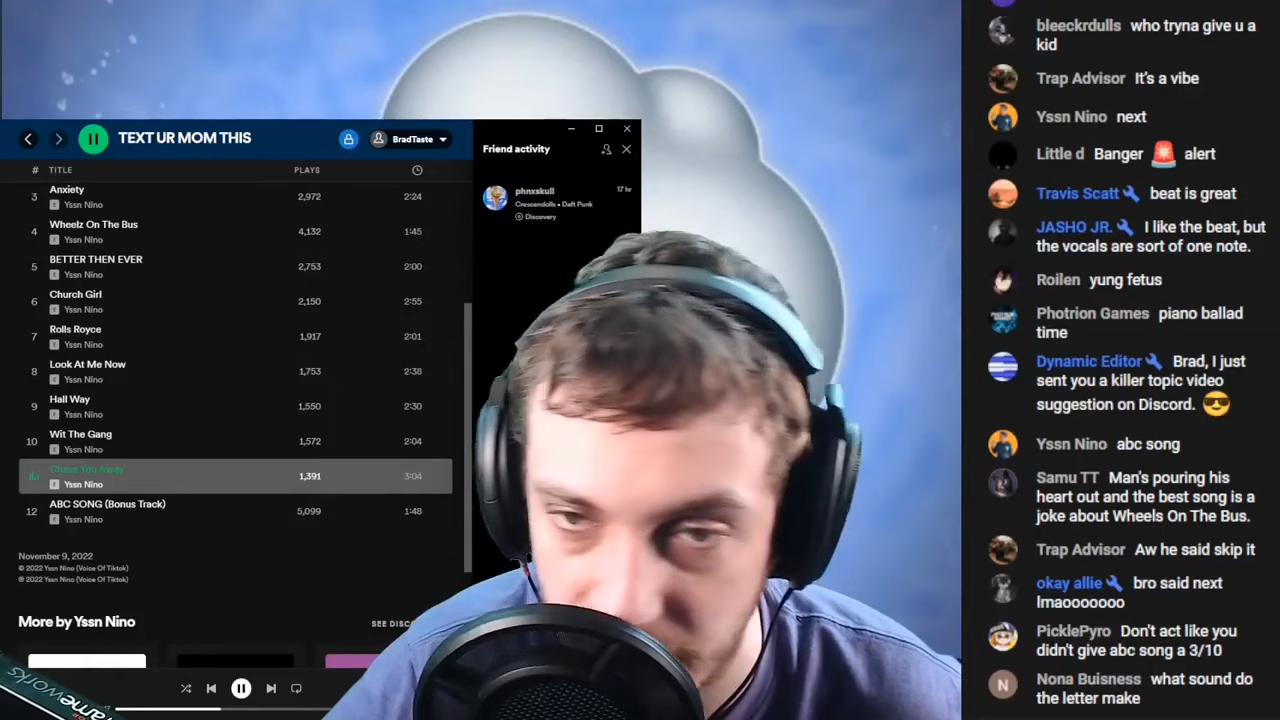 TEXT UR MOM THIS
BradTaste
# TITLE PLAYS
3 Anxiety 2,972 2:24
E Yssn Nino
4 Wheelz On The Bus 4,132 1:45
E Yssn Nino
5 BETTER THEN EVER 2,753 2:00
E Yssn Nino
6 Church Girl 2,150 2:55
E Yssn Nino
7 Rolls Royce 1,917 2:01
E Yssn Nino
8 Look At Me Now 1,753 2:38
E Yssn Nino
9 Hall Way 1,550 2:30
E Yssn Nino
10 Wit The Gang 1,572 2:04
E Yssn Nino
Chase You Away 1,391 3:04
E Yssn Nino
12 ABC SONG (Bonus Track) 5,099 1:48
E Yssn Nino
November 9, 2022
© 2022 Yssn Nino (Voice Of Tiktok)
℗ 2022 Yssn Nino (Voice Of Tiktok)
More by Yssn Nino
SEE DISCO
Friend activity
phnxskull 17 hr
Crescendolls • Daft Punk
Discovery
bleeckrdulls who tryna give u a
kid
Trap Advisor It's a vibe
Yssn Nino next
Little d Banger 🚨 alert
Travis Scatt beat is great
JASHO JR. I like the beat, but
the vocals are sort of one note.
Roilen yung fetus
Photrion Games piano ballad
time
Dynamic Editor Brad, I just
sent you a killer topic video
suggestion on Discord. 😎
Yssn Nino abc song
Samu TT Man's pouring his
heart out and the best song is a
joke about Wheels On The Bus.
Trap Advisor Aw he said skip it
okay allie bro said next
lmaooooooo
PicklePyro Don't act like you
didn't give abc song a 3/10
N Nona Buisness what sound do
the letter make